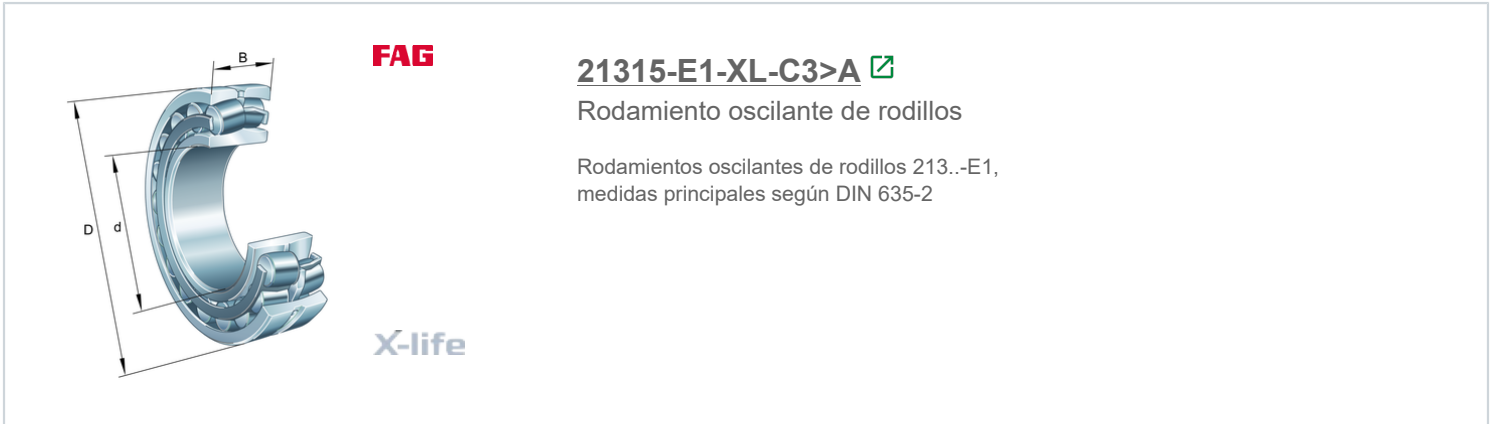 FAG
B
D
d
X-life
21315-E1-XL-C3>A
Rodamiento oscilante de rodillos
Rodamientos oscilantes de rodillos 213..-E1,
medidas principales según DIN 635-2